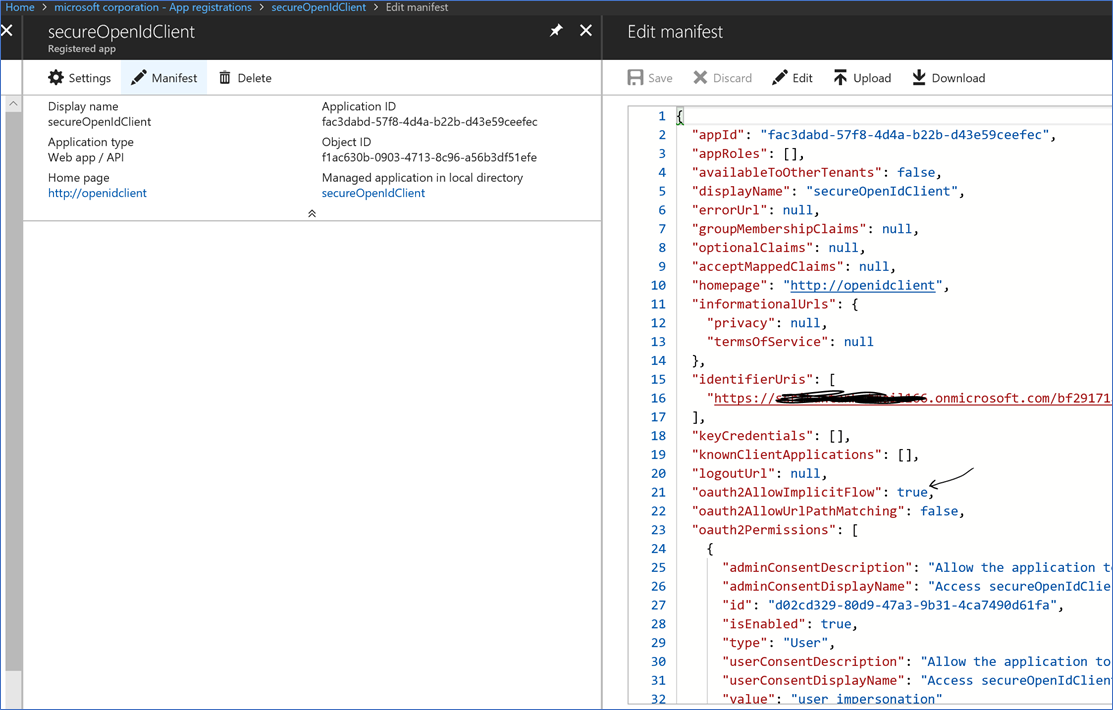 Home > microsoft corporation - App registrations > secureOpenIdClient > Edit manifest
secureOpenIdClient
Registered app
Settings Manifest Delete
Display name
secureOpenIdClient
Application ID
fac3dabd-57f8-4d4a-b22b-d43e59ceefec
Application type
Web app / API
Object ID
f1ac630b-0903-4713-8c96-a56b3df51efe
Home page
http://openidclient
Managed application in local directory
secureOpenIdClient
Edit manifest
Save Discard Edit Upload Download
1 {
2 "appId": "fac3dabd-57f8-4d4a-b22b-d43e59ceefec",
3 "appRoles": [],
4 "availableToOtherTenants": false,
5 "displayName": "secureOpenIdClient",
6 "errorUrl": null,
7 "groupMembershipClaims": null,
8 "optionalClaims": null,
9 "acceptMappedClaims": null,
10 "homepage": "http://openidclient",
11 "informationalUrls": {
12 "privacy": null,
13 "termsOfService": null
14 },
15 "identifierUris": [
16 "https:// .onmicrosoft.com/bf29171
17 ],
18 "keyCredentials": [],
19 "knownClientApplications": [],
20 "logoutUrl": null,
21 "oauth2AllowImplicitFlow": true,
22 "oauth2AllowUrlPathMatching": false,
23 "oauth2Permissions": [
24 {
25 "adminConsentDescription": "Allow the application to
26 "adminConsentDisplayName": "Access secureOpenIdClie
27 "id": "d02cd329-80d9-47a3-9b31-4ca7490d61fa",
28 "isEnabled": true,
29 "type": "User",
30 "userConsentDescription": "Allow the application to
31 "userConsentDisplayName": "Access secureOpenIdClient
32 "value": "user_impersonation"